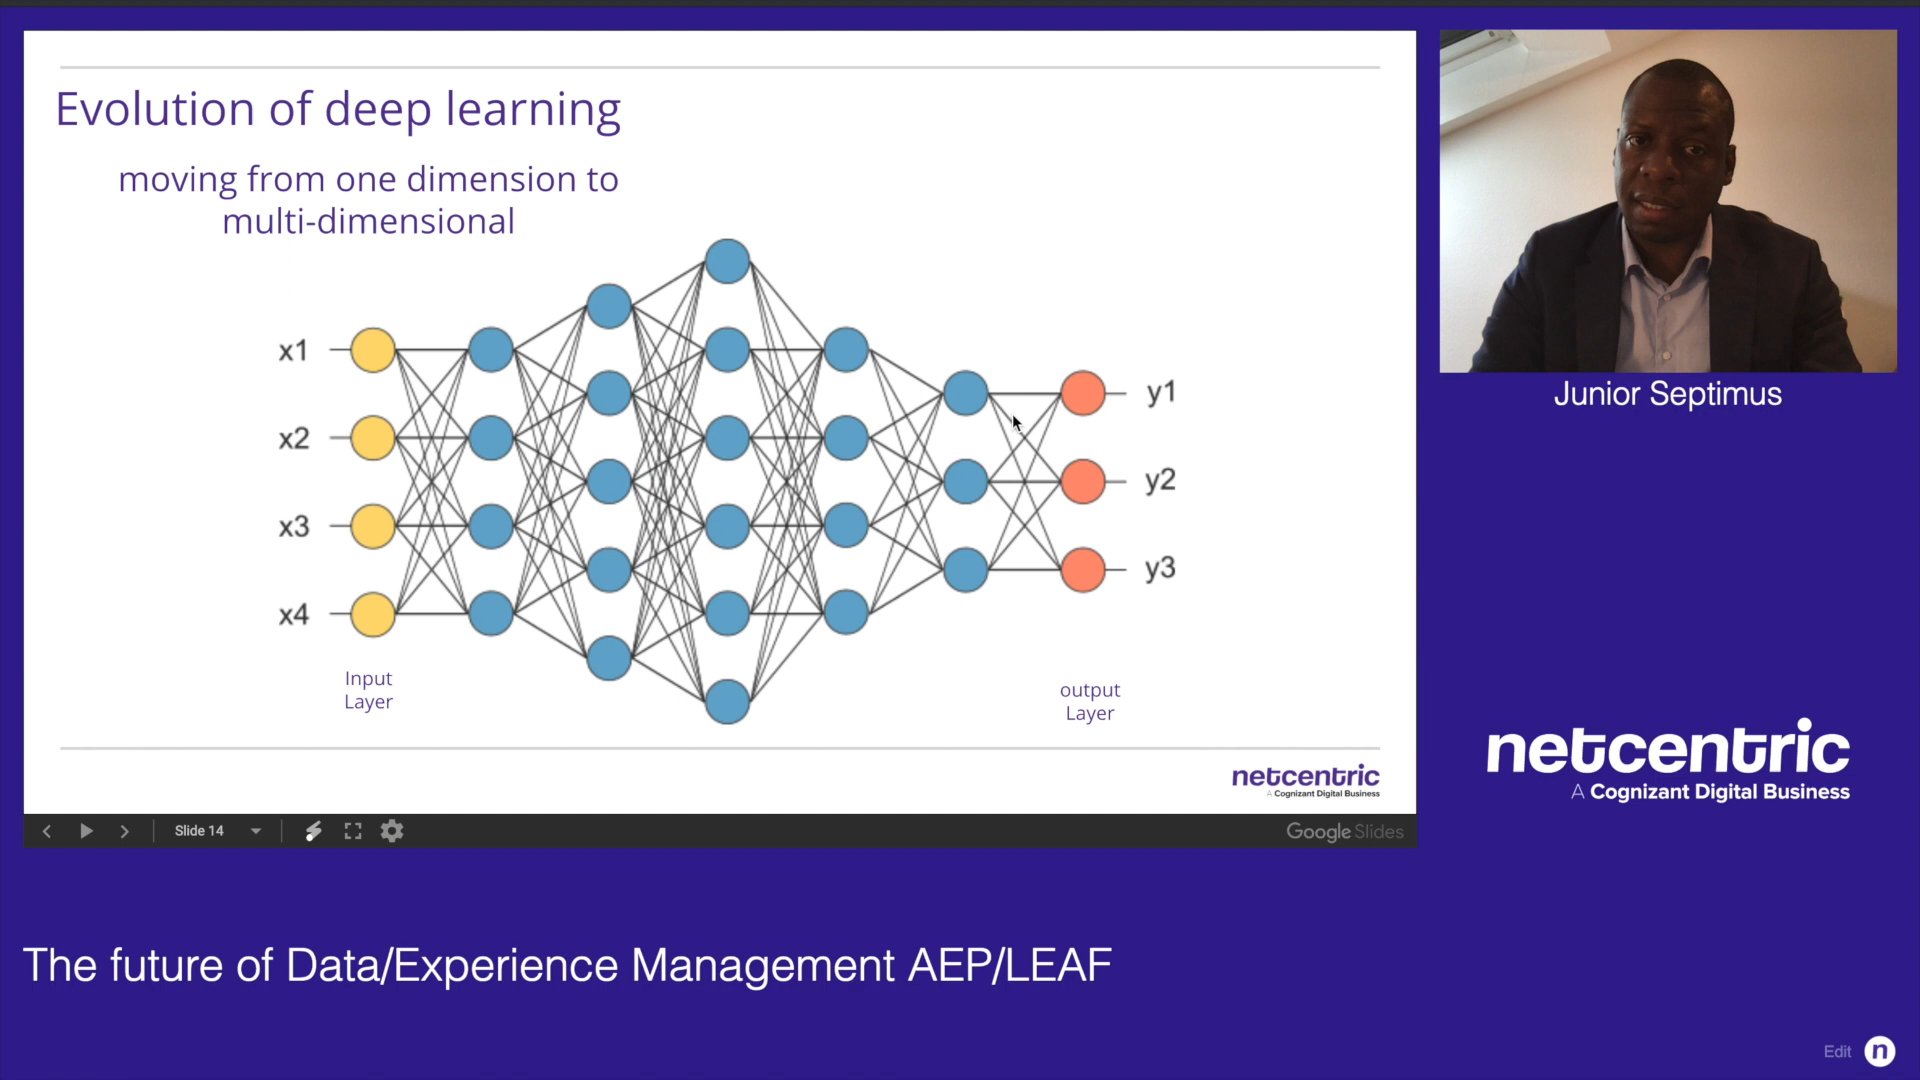 Evolution of deep learning
moving from one dimension to
multi-dimensional
x1
x2
x3
x4
y1
y2
y3
Input
Layer
output
Layer
netcentric
A Cognizant Digital Business
Slide 14
Google Slides
Junior Septimus
netcentric
A Cognizant Digital Business
The future of Data/Experience Management AEP/LEAF
Edit
n